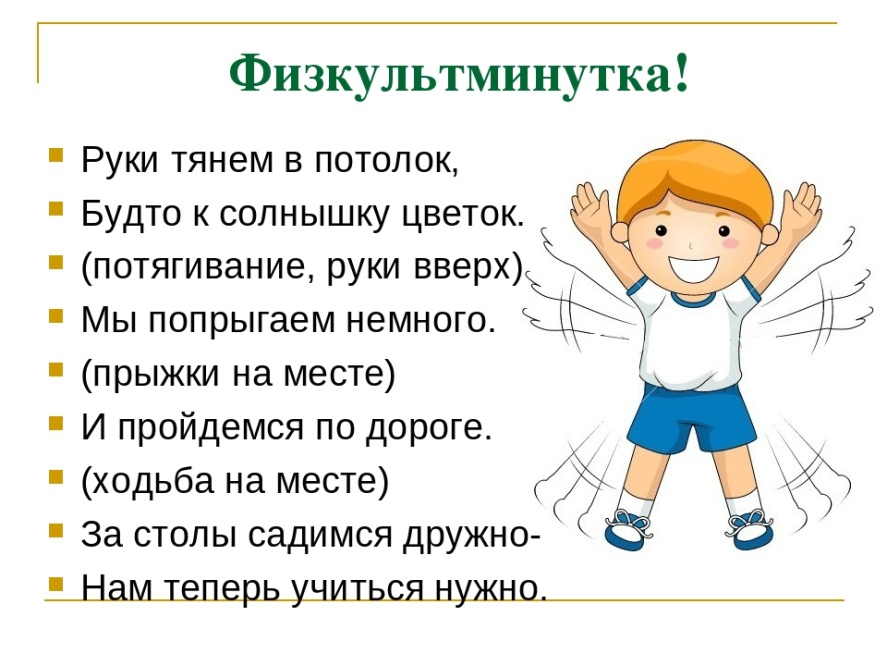 Физкультминутка!
Руки тянем в потолок,
Будто к солнышку цветок.
(потягивание, руки вверх)
Мы попрыгаем немного.
(прыжки на месте)
И пройдемся по дороге.
(ходьба на месте)
За столы садимся дружно-
Нам теперь учиться нужно.